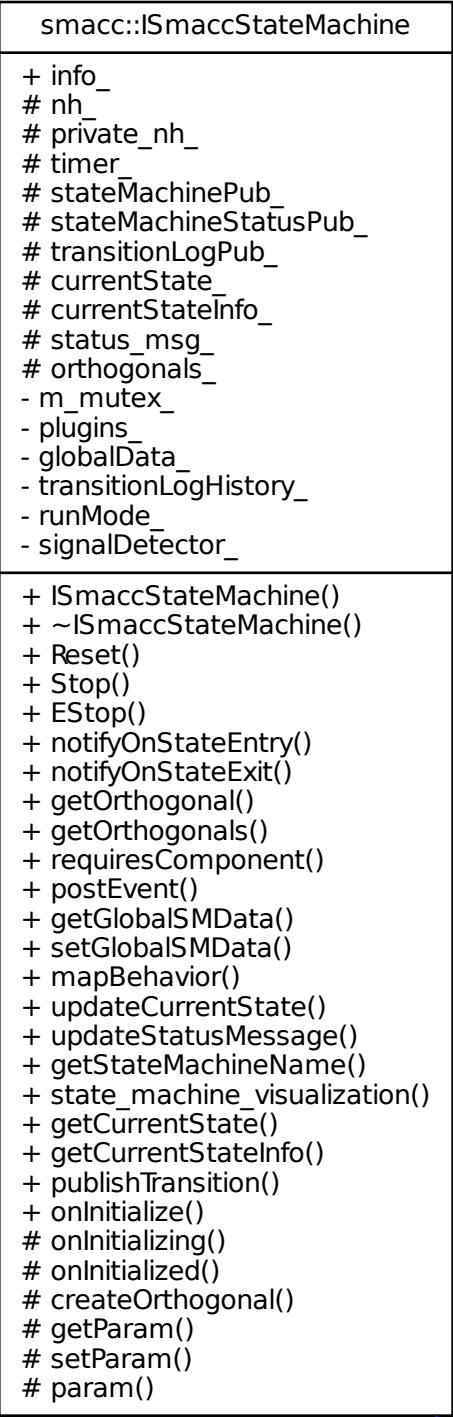 smacc::ISmaccStateMachine
+ info_
# nh_
# private_nh_
# timer_
# stateMachinePub_
# stateMachineStatusPub_
# transitionLogPub_
# currentState_
# currentStateInfo_
# status_msg_
# orthogonals_
- m_mutex_
- plugins_
- globalData_
- transitionLogHistory_
- runMode_
- signalDetector_
+ ISmaccStateMachine()
+ ~ISmaccStateMachine()
+ Reset()
+ Stop()
+ EStop()
+ notifyOnStateEntry()
+ notifyOnStateExit()
+ getOrthogonal()
+ getOrthogonals()
+ requiresComponent()
+ postEvent()
+ getGlobalSMData()
+ setGlobalSMData()
+ mapBehavior()
+ updateCurrentState()
+ updateStatusMessage()
+ getStateMachineName()
+ state_machine_visualization()
+ getCurrentState()
+ getCurrentStateInfo()
+ publishTransition()
+ onInitialize()
# onInitializing()
# onInitialized()
# createOrthogonal()
# getParam()
# setParam()
# param()